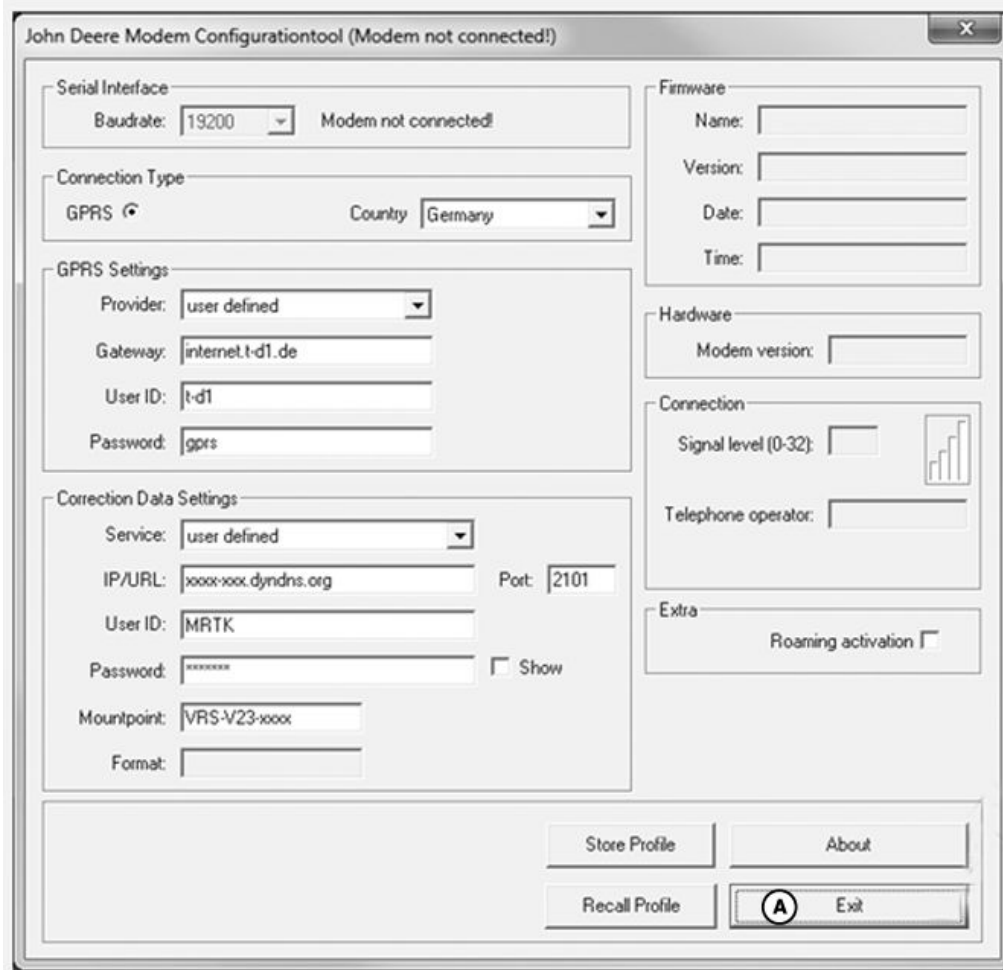 John Deere Modem Configurationtool (Modem not connected!)
Serial Interface
Baudrate: 19200 Modem not connected!
Connection Type
GPRS Country Germany
GPRS Settings
Provider: user defined
Gateway: internet.t-d1.de
User ID: t-d1
Password: gprs
Correction Data Settings
Service: user defined
IP/URL: xxxx-xxx.dyndns.org Port: 2101
User ID: MRTK
Password: ******* Show
Mountpoint: VRS-V23-xxxx
Format:
Firmware
Name:
Version:
Date:
Time:
Hardware
Modem version:
Connection
Signal level (0-32):
Telephone operator:
Extra
Roaming activation
Store Profile About
Recall Profile A Exit